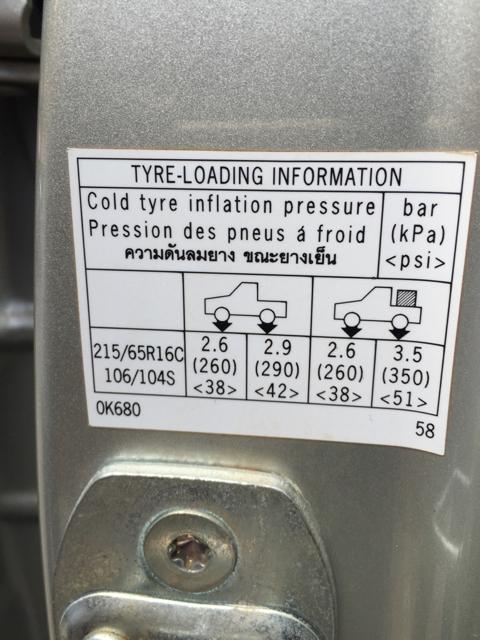 TYRE-LOADING INFORMATION
Cold tyre inflation pressure
Pression des pneus á froid
ความดันลมยาง ขณะยางเย็น
bar
(kPa)
<psi>
215/65R16C
106/104S
2.6 2.9 2.6 3.5
(260) (290) (260) (350)
<38> <42> <38> <51>
0K680 58